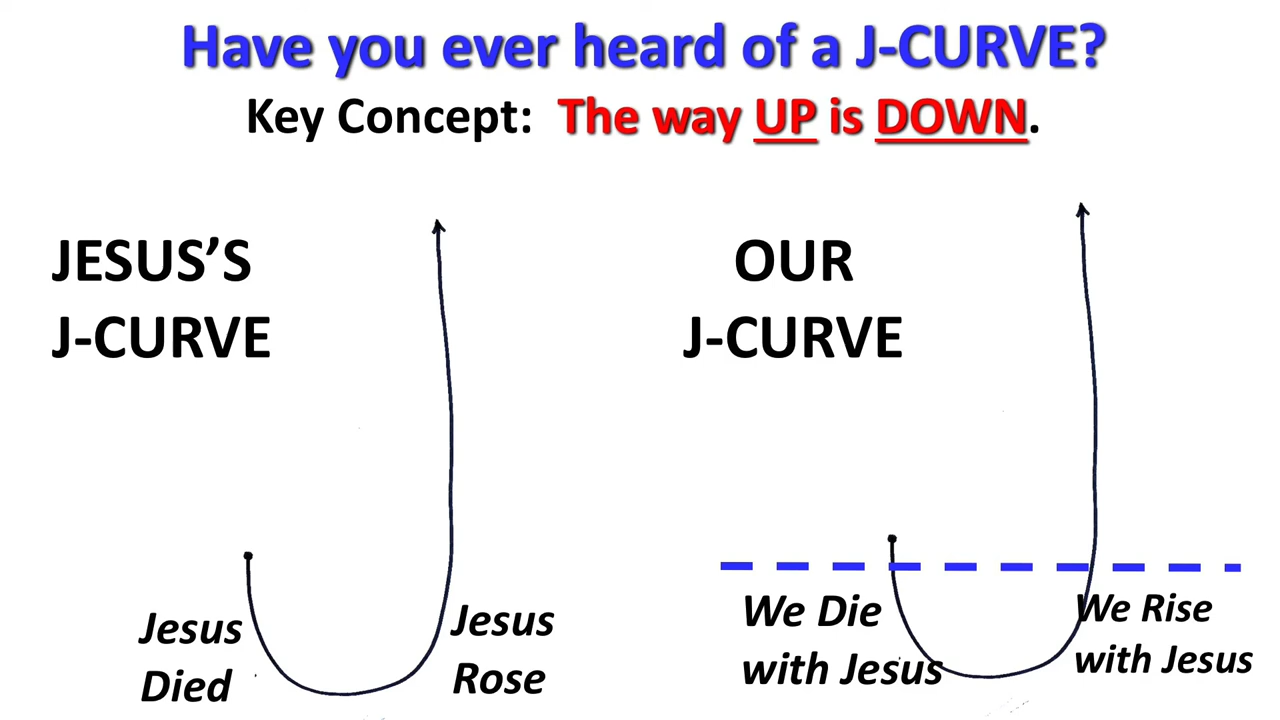 Have you ever heard of a J-CURVE?
Key Concept: The way UP is DOWN.
JESUS’S
J-CURVE
Jesus
Died
Jesus
Rose
OUR
J-CURVE
We Die
with Jesus
We Rise
with Jesus